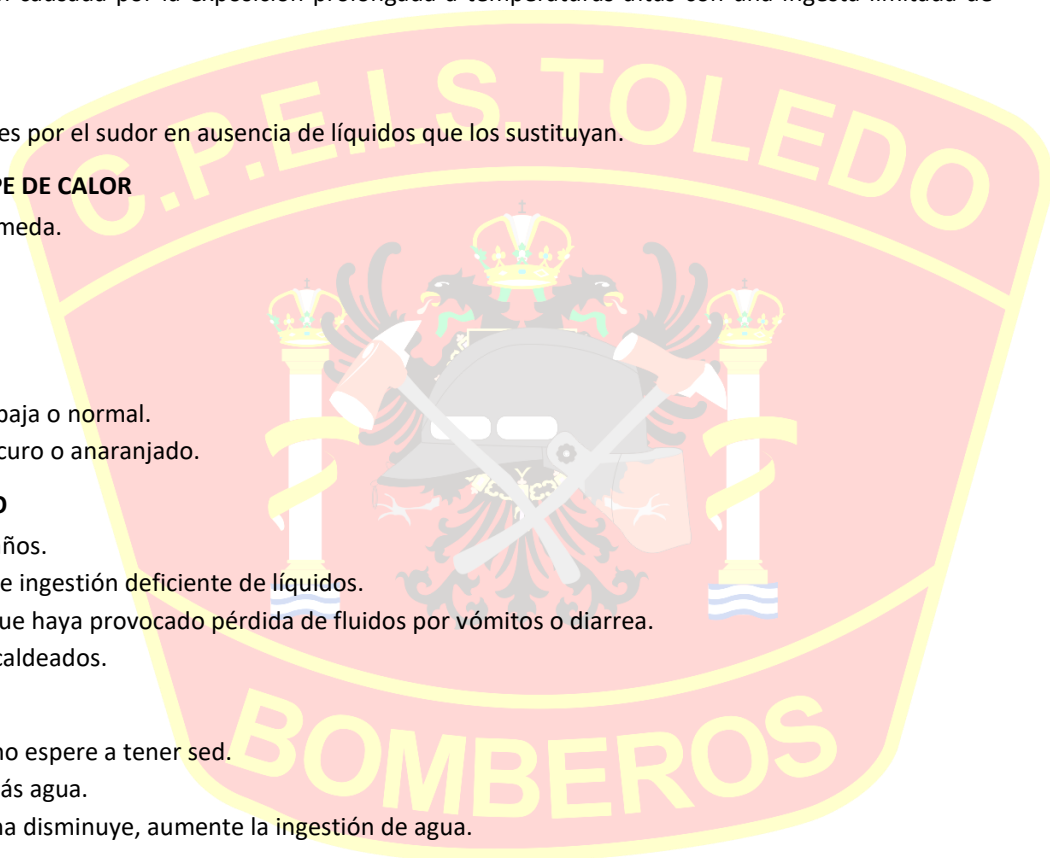 causada por la exposición prolongada a temperaturas altas con una ingesta limitada de
C.P.E.I.S. TOLEDO
es por el sudor en ausencia de líquidos que los sustituyan.
PE DE CALOR
meda.
baja o normal.
curo o anaranjado.
O
años.
e ingestión deficiente de líquidos.
ue haya provocado pérdida de fluidos por vómitos o diarrea.
caldeados.
no espere a tener sed.
ás agua.
na disminuye, aumente la ingestión de agua.
BOMBEROS